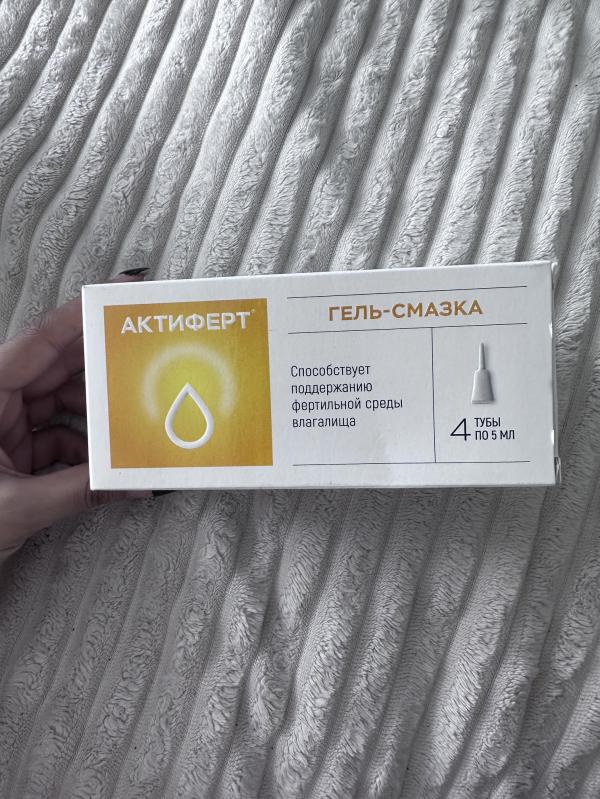 АКТИФЕРТ®
ГЕЛЬ-СМАЗКА
Способствует
поддержанию
фертильной среды
влагалища
4 ТУБЫ
ПО 5 МЛ